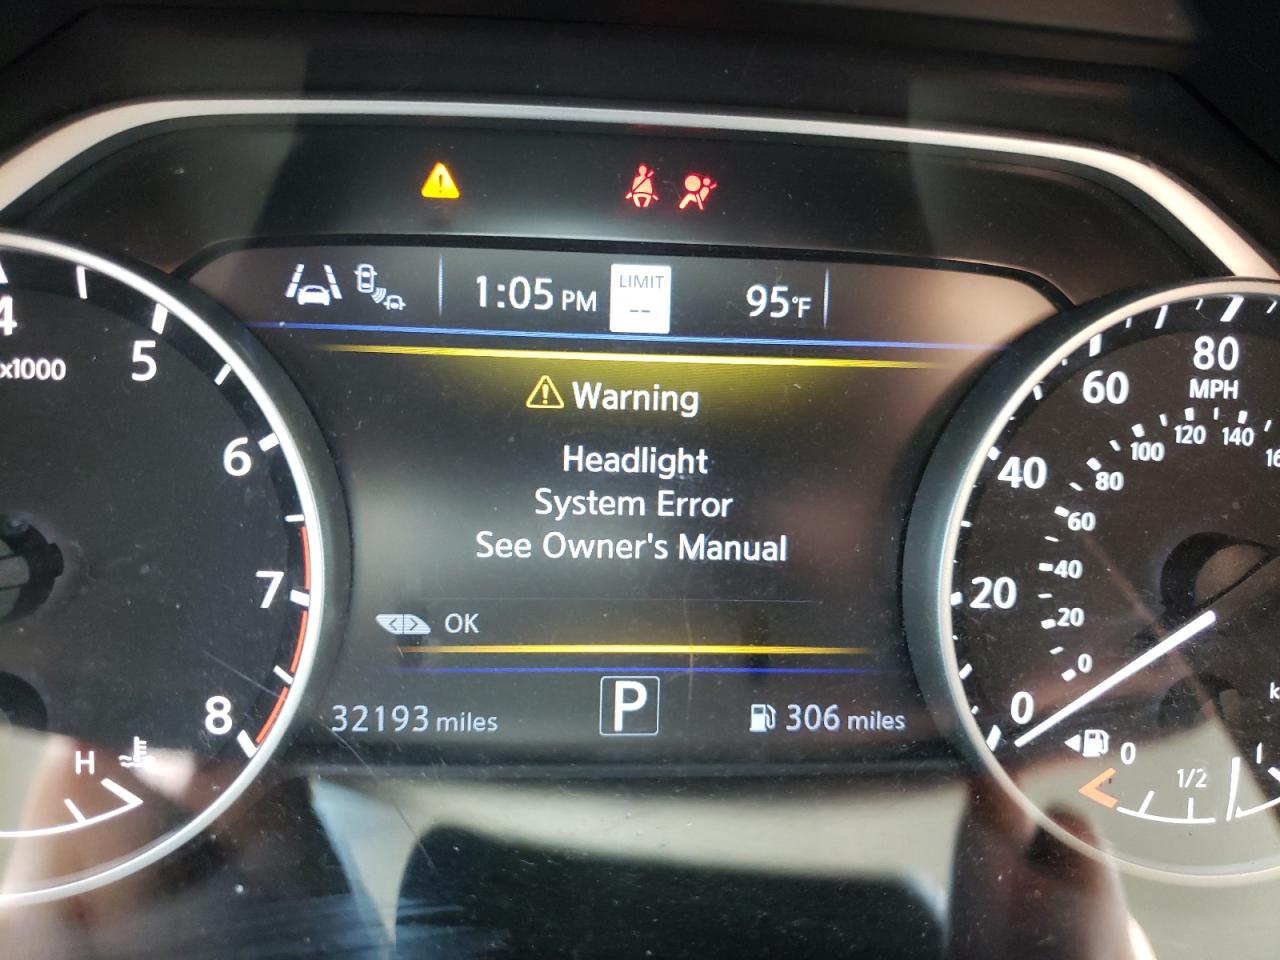 1:05 PM
LIMIT
--
95°F
4
x1000
5
6
7
8
H
Warning
Headlight
System Error
See Owner's Manual
OK
32193 miles
P
306 miles
80
MPH
60
40
20
0
140
120
100
80
60
40
20
0
0
1/2